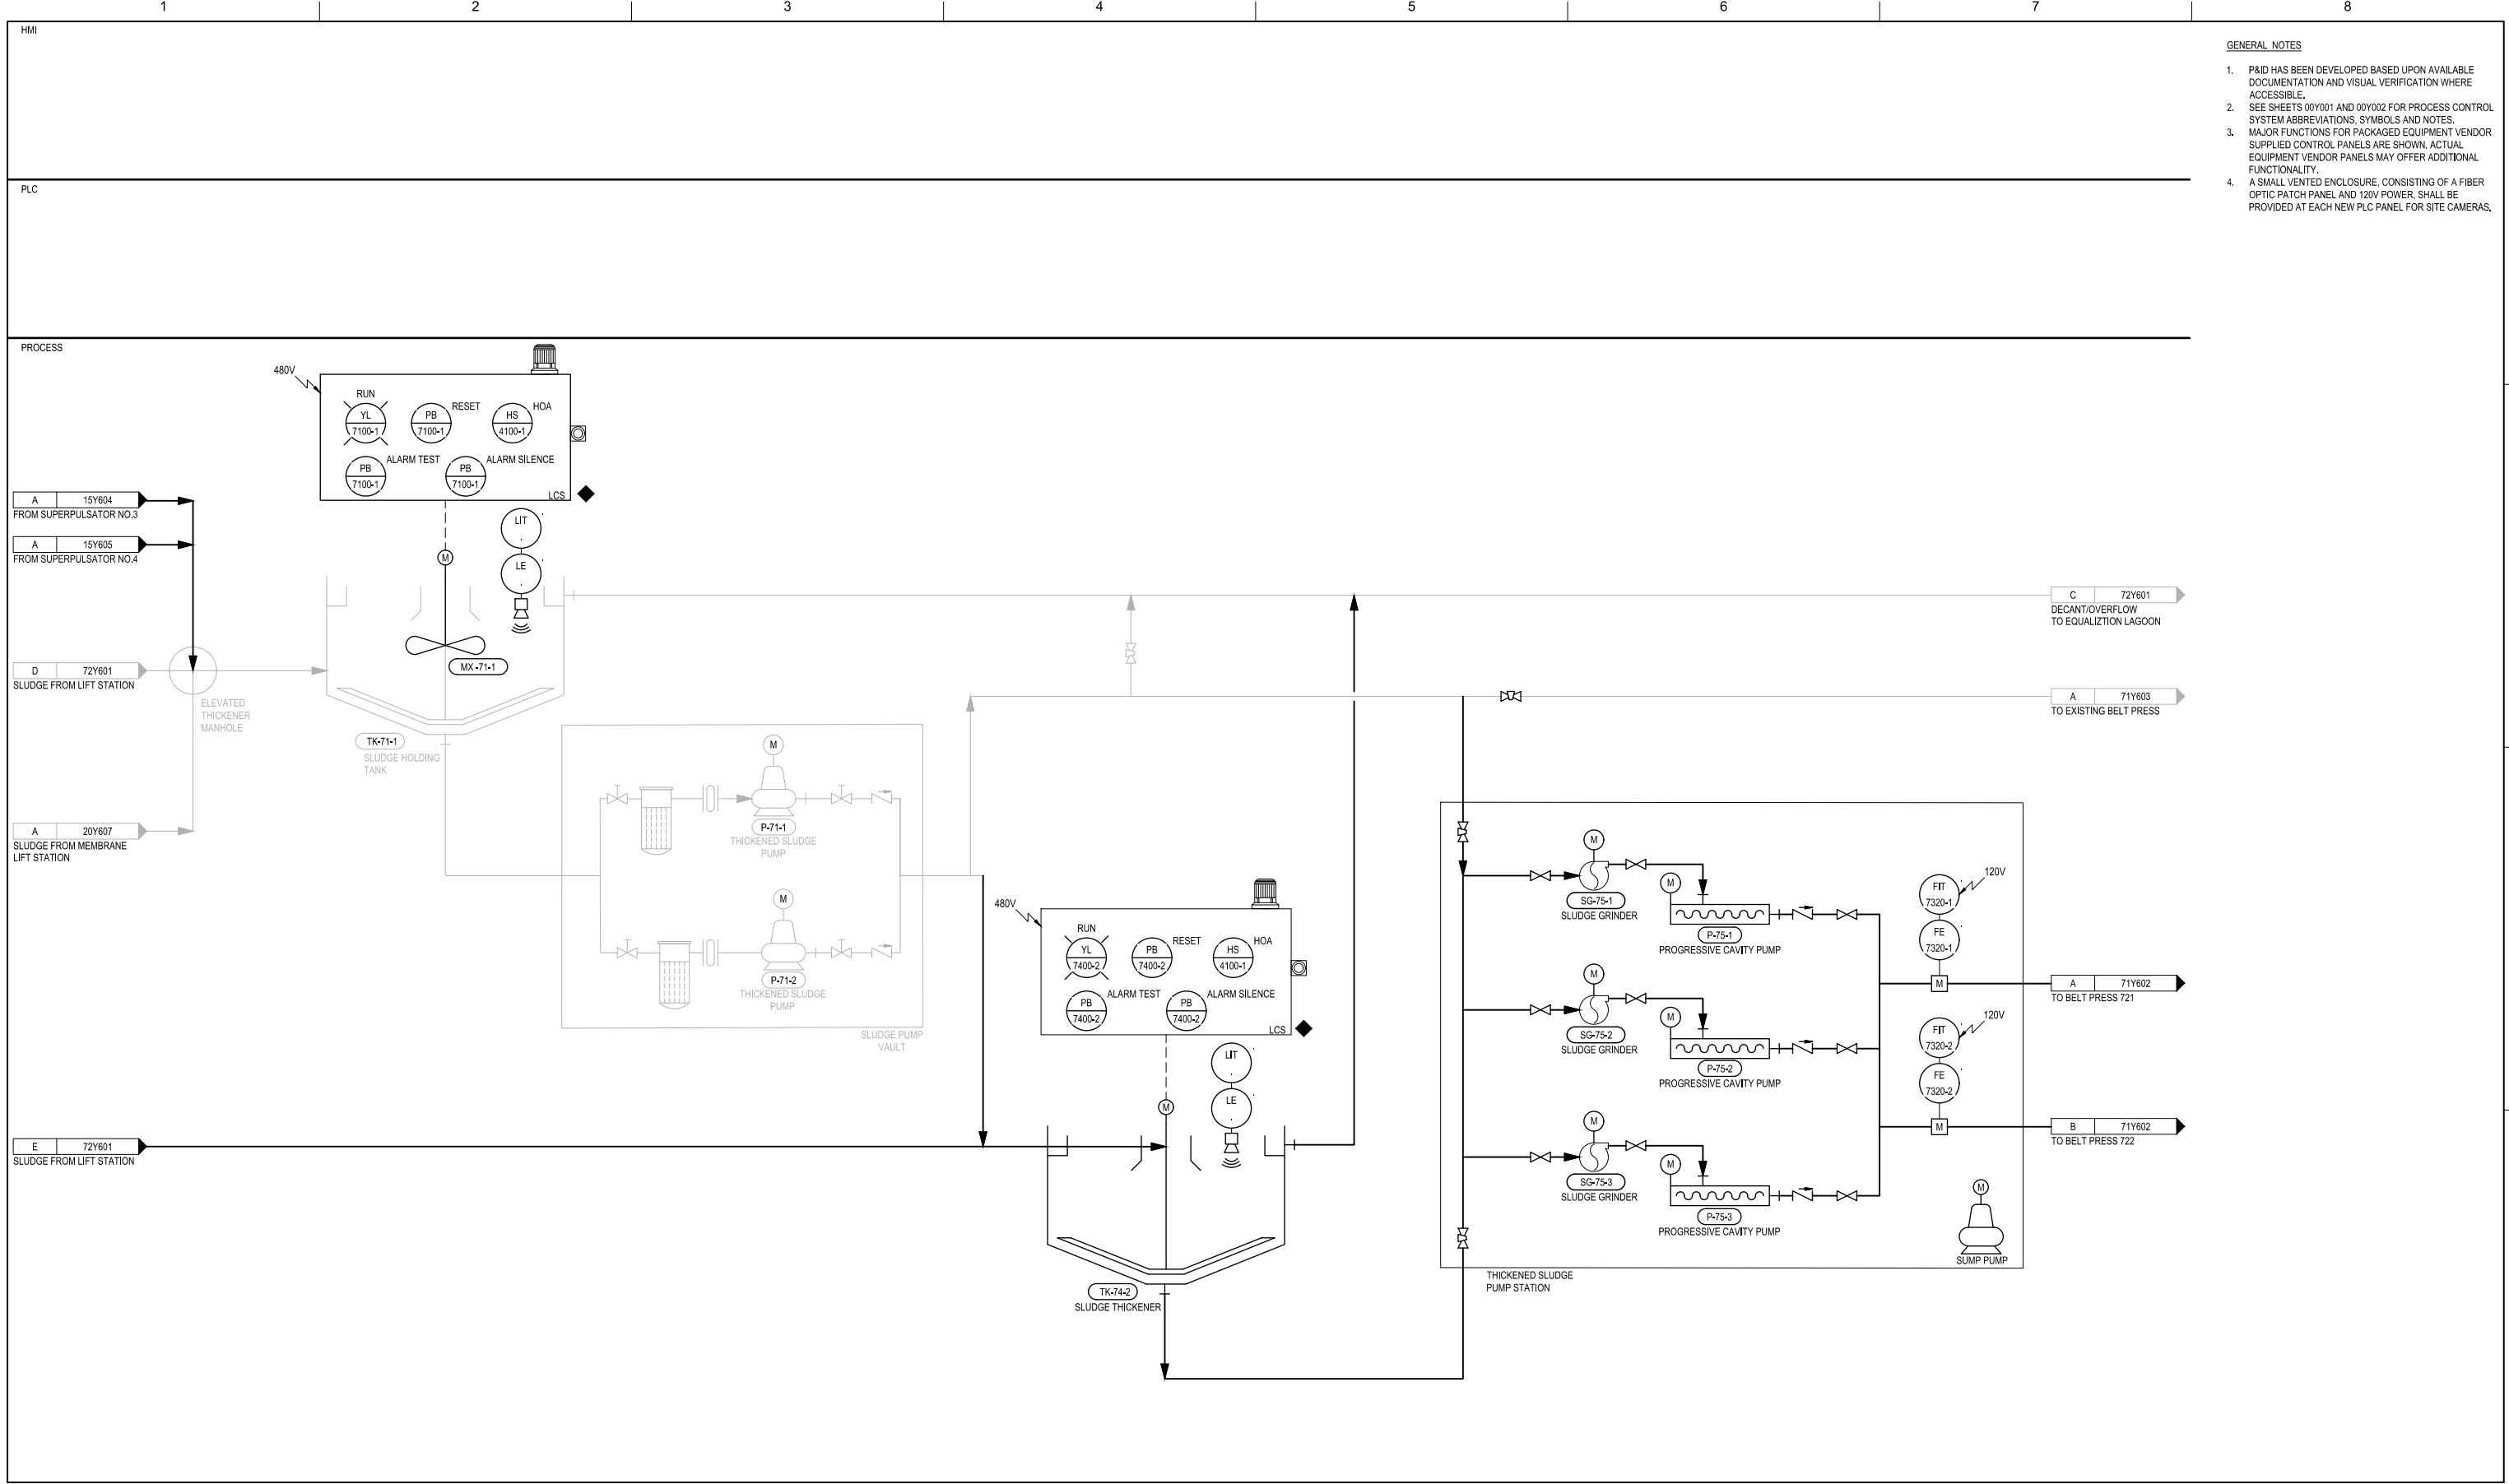 1 2 3 4 5 6 7 8
HMI
GENERAL NOTES
1. P&ID HAS BEEN DEVELOPED BASED UPON AVAILABLE
DOCUMENTATION AND VISUAL VERIFICATION WHERE
ACCESSIBLE.
2. SEE SHEETS 00Y001 AND 00Y002 FOR PROCESS CONTROL
SYSTEM ABBREVIATIONS, SYMBOLS AND NOTES.
3. MAJOR FUNCTIONS FOR PACKAGED EQUIPMENT VENDOR
SUPPLIED CONTROL PANELS ARE SHOWN. ACTUAL
EQUIPMENT VENDOR PANELS MAY OFFER ADDITIONAL
FUNCTIONALITY.
4. A SMALL VENTED ENCLOSURE, CONSISTING OF A FIBER
OPTIC PATCH PANEL AND 120V POWER, SHALL BE
PROVIDED AT EACH NEW PLC PANEL FOR SITE CAMERAS.
PLC
PROCESS
480V
RUN
YL
7100-1
PB
7100-1
RESET
HS
4100-1
HOA
PB
7100-1
ALARM TEST
PB
7100-1
ALARM SILENCE
LCS
A 15Y604
FROM SUPERPULSATOR NO.3
A 15Y605
FROM SUPERPULSATOR NO.4
LIT
LE
M
MX-71-1
D 72Y601
SLUDGE FROM LIFT STATION
ELEVATED
THICKENER
MANHOLE
TK-71-1
SLUDGE HOLDING
TANK
A 20Y607
SLUDGE FROM MEMBRANE
LIFT STATION
M
P-71-1
THICKENED SLUDGE
PUMP
M
P-71-2
THICKENED SLUDGE
PUMP
SLUDGE PUMP
VAULT
C 72Y601
DECANT/OVERFLOW
TO EQUALIZTION LAGOON
A 71Y603
TO EXISTING BELT PRESS
480V
RUN
YL
7400-2
PB
7400-2
RESET
HS
4100-1
HOA
PB
7400-2
ALARM TEST
PB
7400-2
ALARM SILENCE
LCS
LIT
LE
M
E 72Y601
SLUDGE FROM LIFT STATION
TK-74-2
SLUDGE THICKENER
M
SG-75-1
SLUDGE GRINDER
M
P-75-1
PROGRESSIVE CAVITY PUMP
M
SG-75-2
SLUDGE GRINDER
M
P-75-2
PROGRESSIVE CAVITY PUMP
M
SG-75-3
SLUDGE GRINDER
M
P-75-3
PROGRESSIVE CAVITY PUMP
FIT
7320-1
120V
FE
7320-1
M
A 71Y602
TO BELT PRESS 721
FIT
7320-2
120V
FE
7320-2
M
B 71Y602
TO BELT PRESS 722
M
SUMP PUMP
THICKENED SLUDGE
PUMP STATION